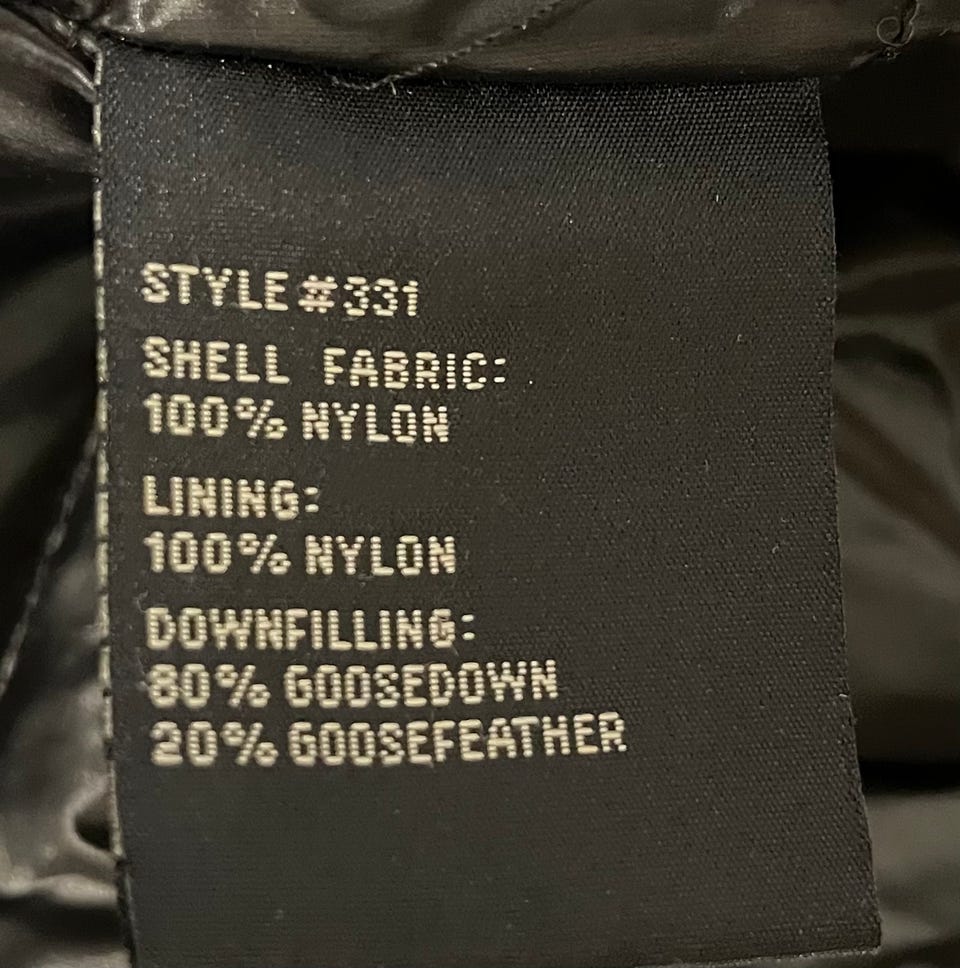 STYLE #331
SHELL FABRIC:
100% NYLON
LINING:
100% NYLON
DOWNFILLING:
80% GOOSEDOWN
20% GOOSEFEATHER